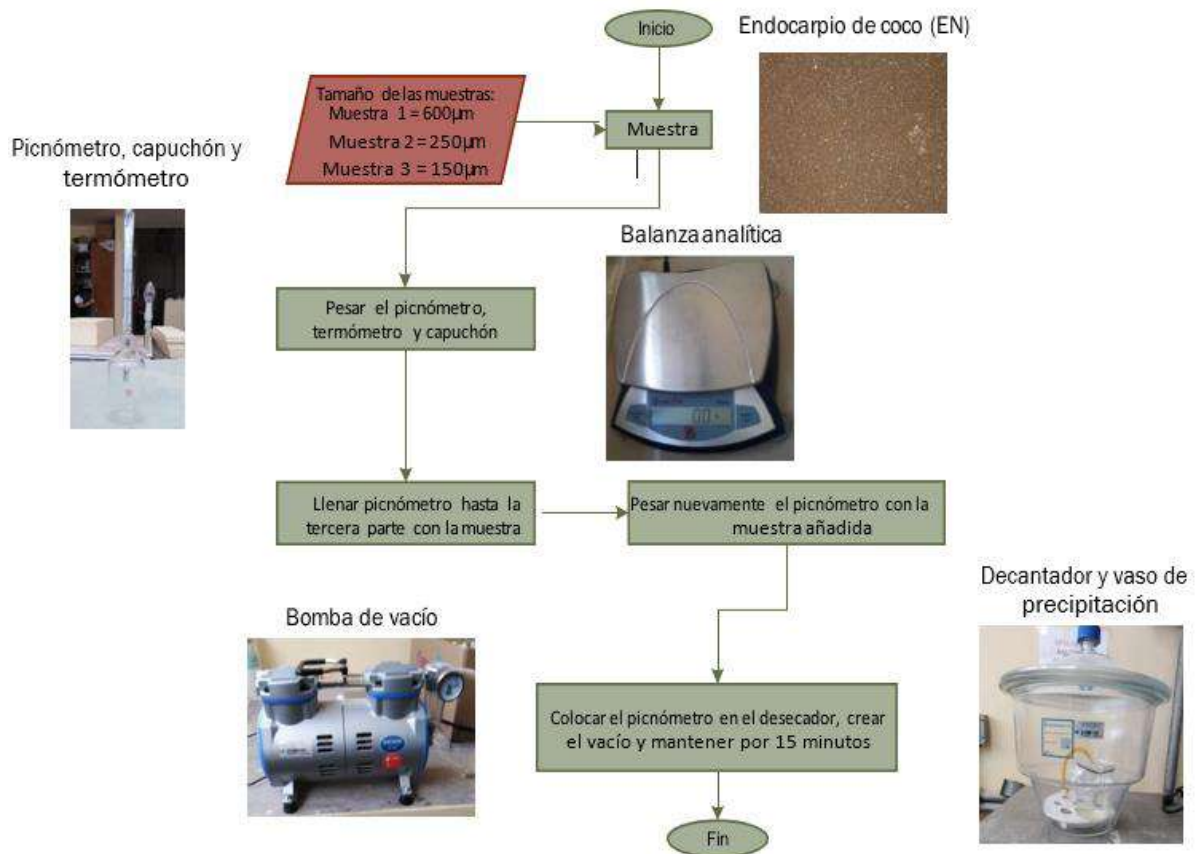 Inicio
Endocarpio de coco (EN)
Tamaño de las muestras:
Muestra 1 = 600µm
Muestra 2 = 250µm
Muestra 3 = 150µm
Muestra
Picnómetro, capuchón y
termómetro
Balanza analítica
Pesar el picnómetro,
termómetro y capuchón
Llenar picnómetro hasta la
tercera parte con la muestra
Pesar nuevamente el picnómetro con la
muestra añadida
Decantador y vaso de
precipitación
Bomba de vacío
Colocar el picnómetro en el desecador, crear
el vacío y mantener por 15 minutos
Fin